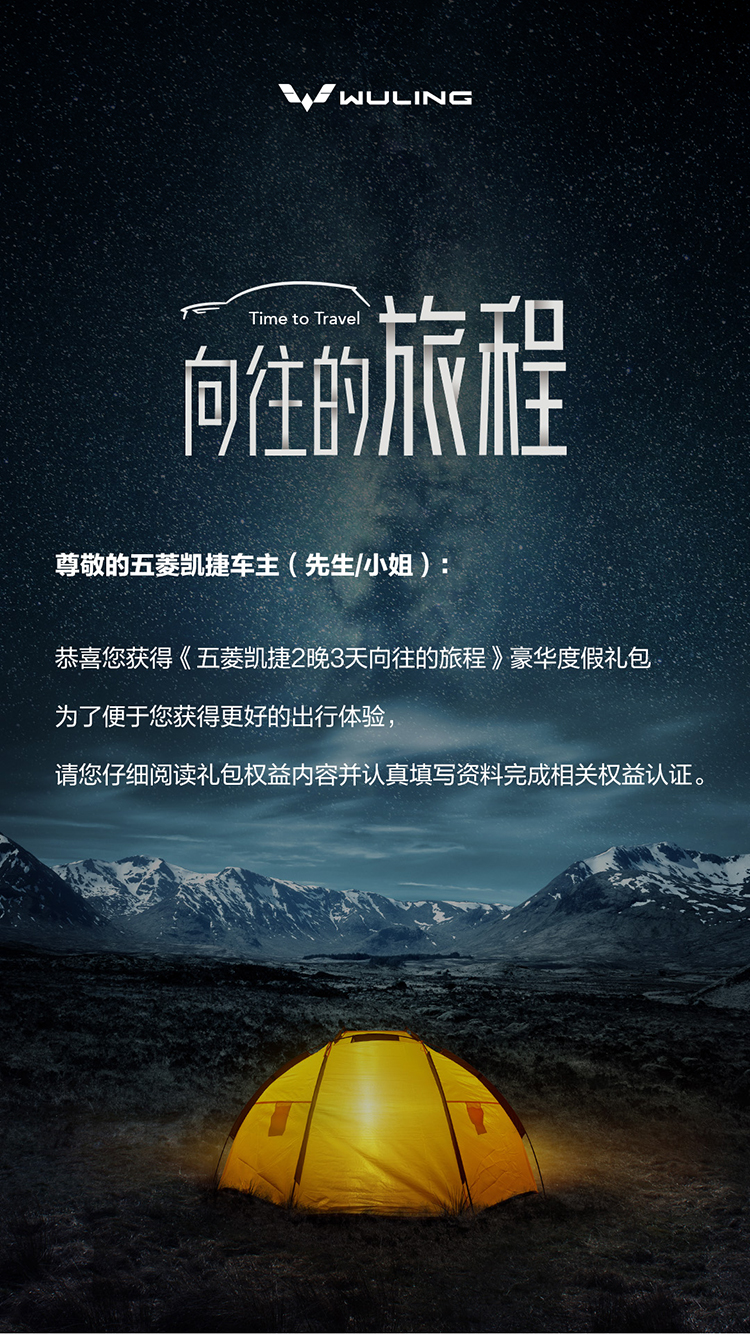 WULING
Time to Travel
向往的旅程
尊敬的五菱凯捷车主（先生/小姐）：
恭喜您获得《五菱凯捷2晚3天向往的旅程》豪华度假礼包
为了便于您获得更好的出行体验，
请您仔细阅读礼包权益内容并认真填写资料完成相关权益认证。